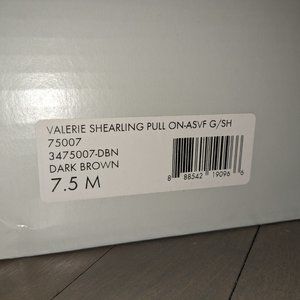 VALERIE SHEARLING PULL ON-ASVF G/SH
75007
3475007-DBN
DARK BROWN
7.5 M
8 88542 19096 6